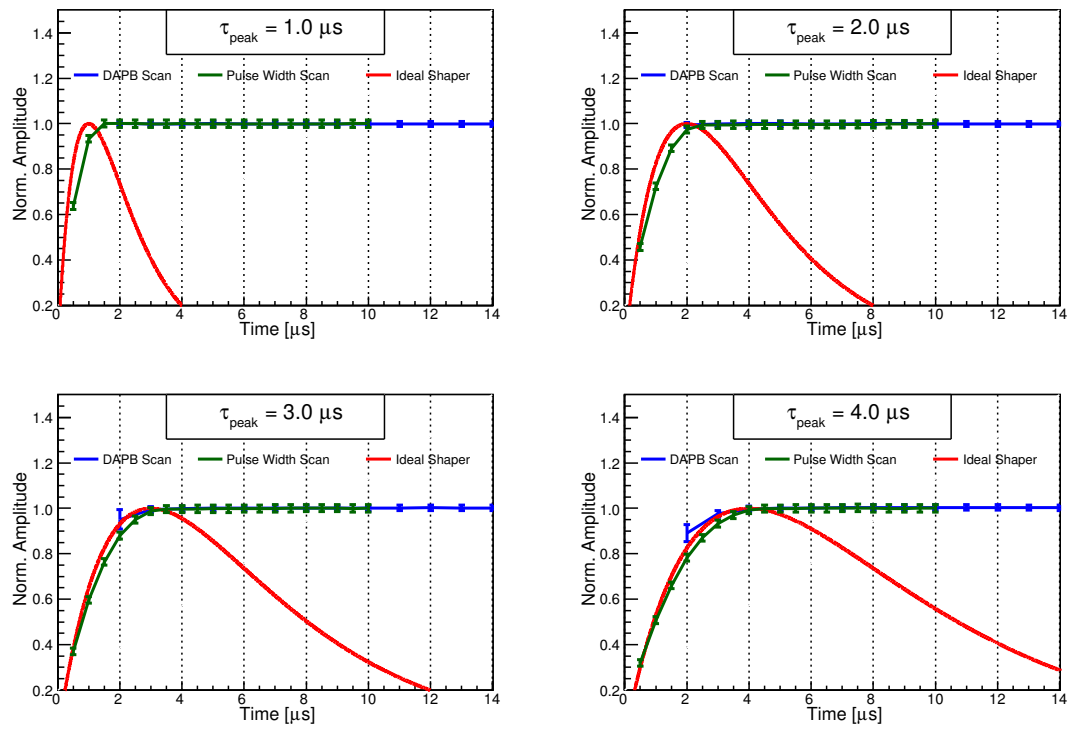 τpeak = 1.0 μs
DAPB Scan Pulse Width Scan Ideal Shaper
Norm. Amplitude
1.4
1.2
1.0
0.8
0.6
0.4
0.2
0 2 4 6 8 10 12 14
Time [μs]
τpeak = 2.0 μs
DAPB Scan Pulse Width Scan Ideal Shaper
Norm. Amplitude
1.4
1.2
1.0
0.8
0.6
0.4
0.2
0 2 4 6 8 10 12 14
Time [μs]
τpeak = 3.0 μs
DAPB Scan Pulse Width Scan Ideal Shaper
Norm. Amplitude
1.4
1.2
1.0
0.8
0.6
0.4
0.2
0 2 4 6 8 10 12 14
Time [μs]
τpeak = 4.0 μs
DAPB Scan Pulse Width Scan Ideal Shaper
Norm. Amplitude
1.4
1.2
1.0
0.8
0.6
0.4
0.2
0 2 4 6 8 10 12 14
Time [μs]